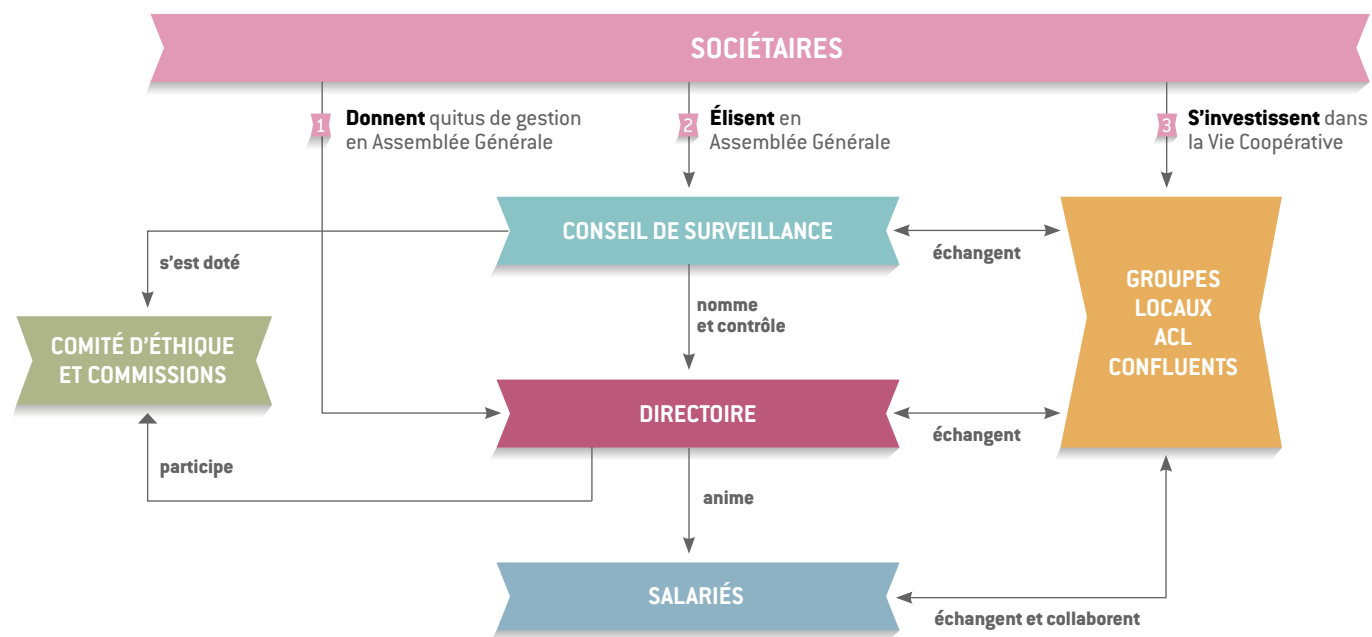 SOCIÉTAIRES
1
Donnent quitus de gestion
en Assemblée Générale
2
Élisent en
Assemblée Générale
3
S'investissent dans
la Vie Coopérative
CONSEIL DE SURVEILLANCE
échangent
s'est doté
nomme
et contrôle
GROUPES
LOCAUX
ACL
CONFLUENTS
COMITÉ D'ÉTHIQUE
ET COMMISSIONS
DIRECTOIRE
échangent
participe
anime
SALARIÉS
échangent et collaborent